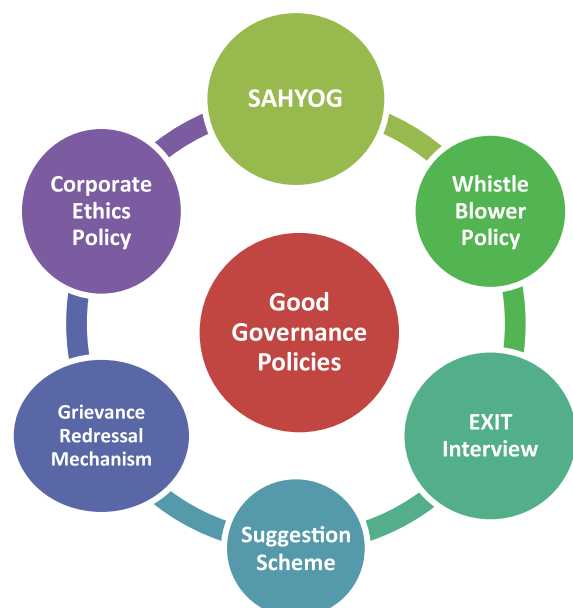 SAHYOG
Whistle
Blower
Policy
EXIT
Interview
Suggestion
Scheme
Grievance
Redressal
Mechanism
Corporate
Ethics
Policy
Good
Governance
Policies